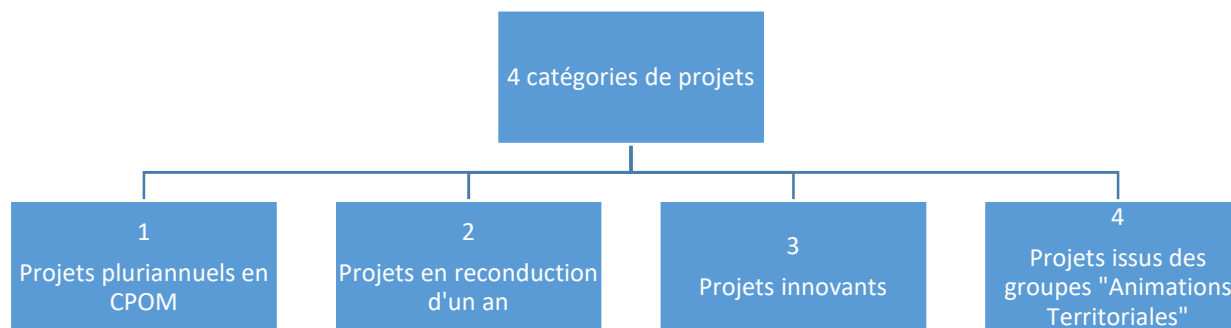 4 catégories de projets
1
Projets pluriannuels en
CPOM
2
Projets en reconduction
d'un an
3
Projets innovants
4
Projets issus des
groupes "Animations
Territoriales"